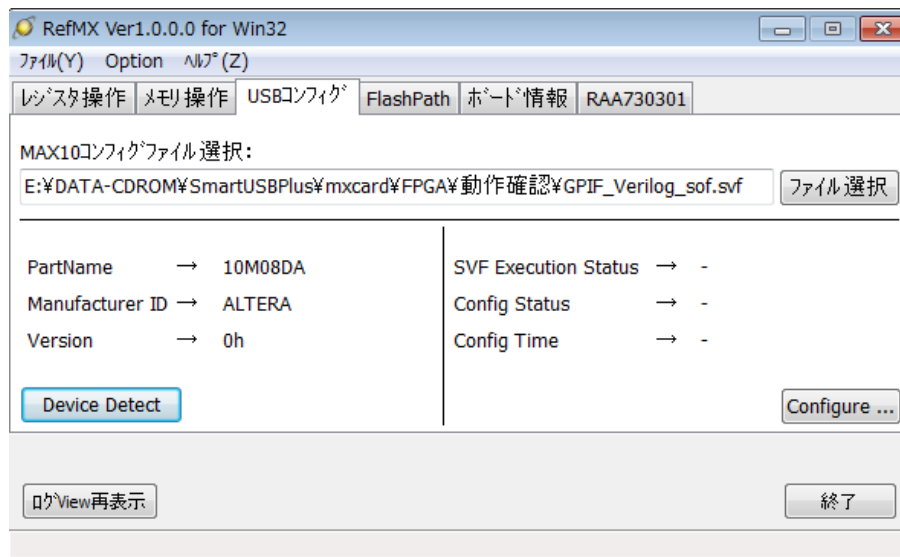 RefMX Ver1.0.0.0 for Win32
ﾌｧｲﾙ(Y) Option ﾍﾙﾌﾟ(Z)
ﾚｼﾞｽﾀ操作 ﾒﾓﾘ操作 USBｺﾝﾌｨｸﾞ FlashPath ﾎﾞｰﾄﾞ情報 RAA730301
MAX10ｺﾝﾌｨｸﾞﾌｧｲﾙ選択:
E:¥DATA-CDROM¥SmartUSBPlus¥mxcard¥FPGA¥動作確認¥GPIF_Verilog_sof.svf ﾌｧｲﾙ選択
PartName → 10M08DA SVF Execution Status → -
Manufacturer ID → ALTERA Config Status → -
Version → 0h Config Time → -
Device Detect Configure ...
ﾛｸﾞView再表示 終了